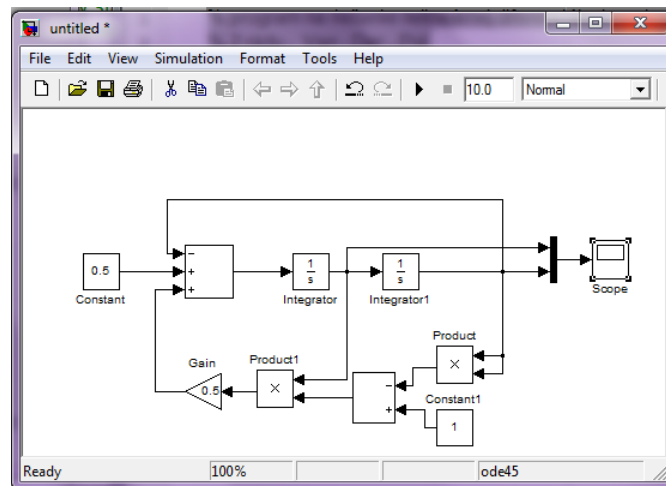 untitled *
File Edit View Simulation Format Tools Help
10.0 Normal
0.5
Constant
−
+
+
1
s
Integrator
1
s
Integrator1
Scope
Product
×
Gain
0.5
Product1
×
−
+
Constant1
1
Ready 100% ode45